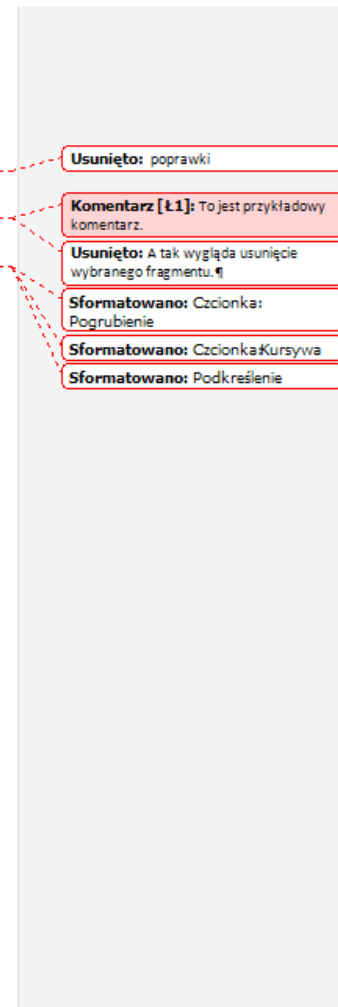 Usunięto: poprawki
Komentarz [Ł1]: To jest przykładowy
komentarz.
Usunięto: A tak wygląda usunięcie
wybranego fragmentu.¶
Sformatowano: Czcionka:
Pogrubienie
Sformatowano: Czcionka:Kursywa
Sformatowano: Podkreślenie